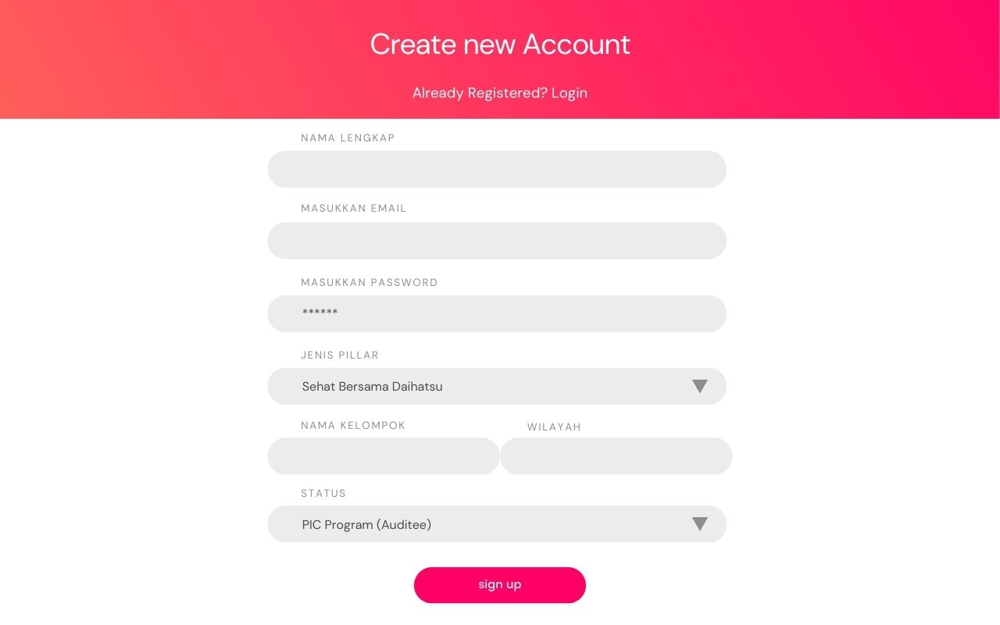 Create new Account
Already Registered? Login
NAMA LENGKAP
MASUKKAN EMAIL
MASUKKAN PASSWORD
******
JENIS PILLAR
Sehat Bersama Daihatsu
NAMA KELOMPOK
WILAYAH
STATUS
PIC Program (Auditee)
sign up